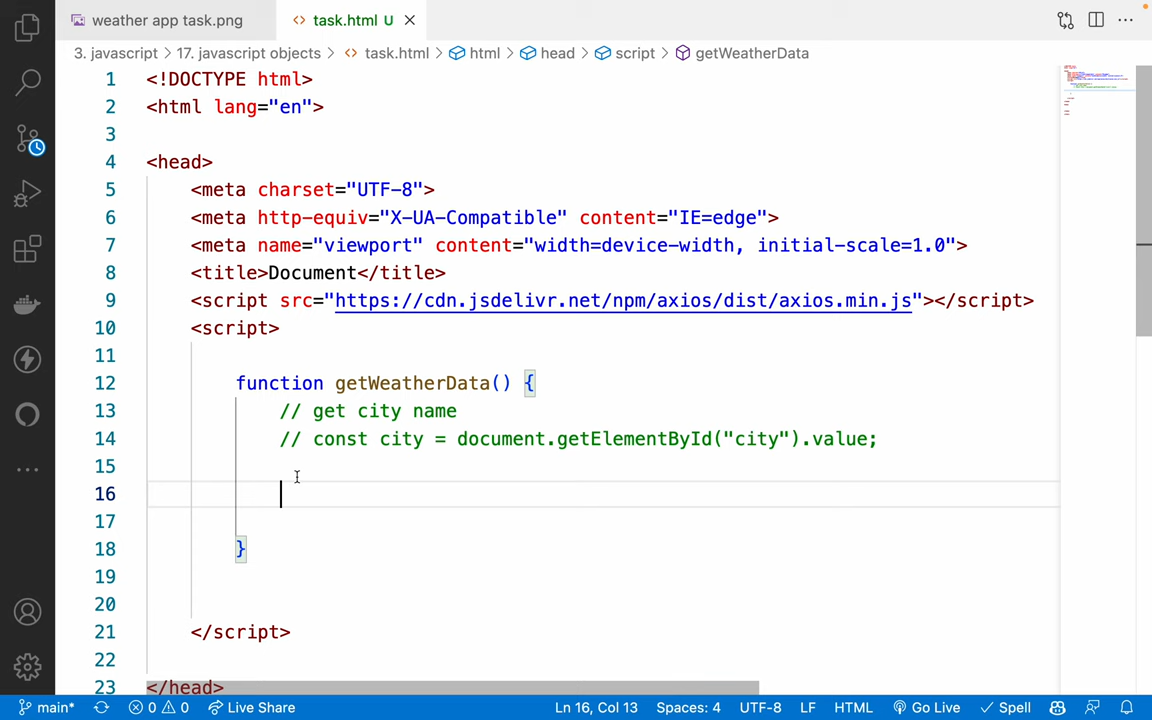 weather app task.png
<> task.html U
3. javascript > 17. javascript objects > <> task.html > html > head > script > getWeatherData
1 <!DOCTYPE html>
2 <html lang="en">
3
4 <head>
5 <meta charset="UTF-8">
6 <meta http-equiv="X-UA-Compatible" content="IE=edge">
7 <meta name="viewport" content="width=device-width, initial-scale=1.0">
8 <title>Document</title>
9 <script src="https://cdn.jsdelivr.net/npm/axios/dist/axios.min.js"></script>
10 <script>
11
12 function getWeatherData() {
13 // get city name
14 // const city = document.getElementById("city").value;
15
16
17
18 }
19
20
21 </script>
22
23 </head>
main* 0 0 Live Share Ln 16, Col 13 Spaces: 4 UTF-8 LF HTML Go Live Spell